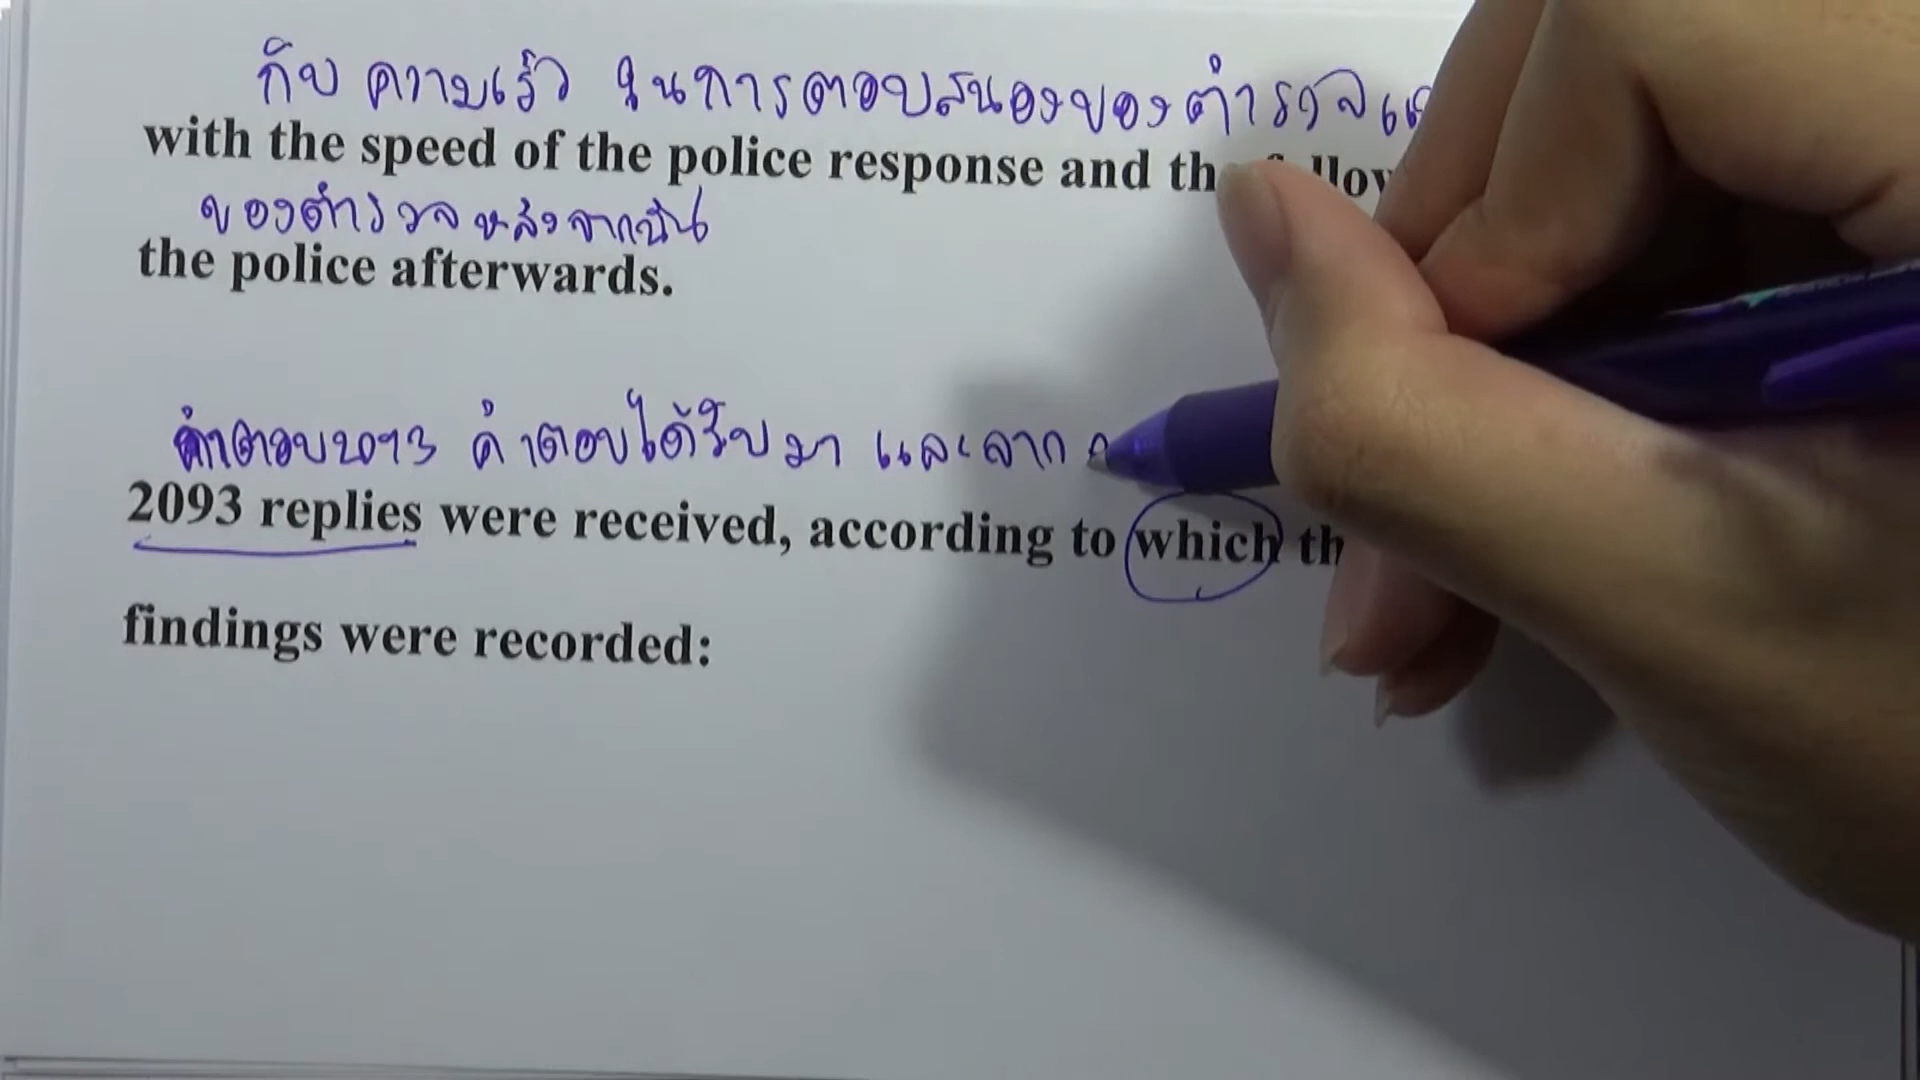 กับ ความเร็ว ในการตอบสนองของตำรวจ
with the speed of the police response and
ของตำรวจ หลังจากนั้น
the police afterwards.
คำตอบ 2093 คำตอบได้รับมา และจาก
2093 replies were received, according to which
findings were recorded: